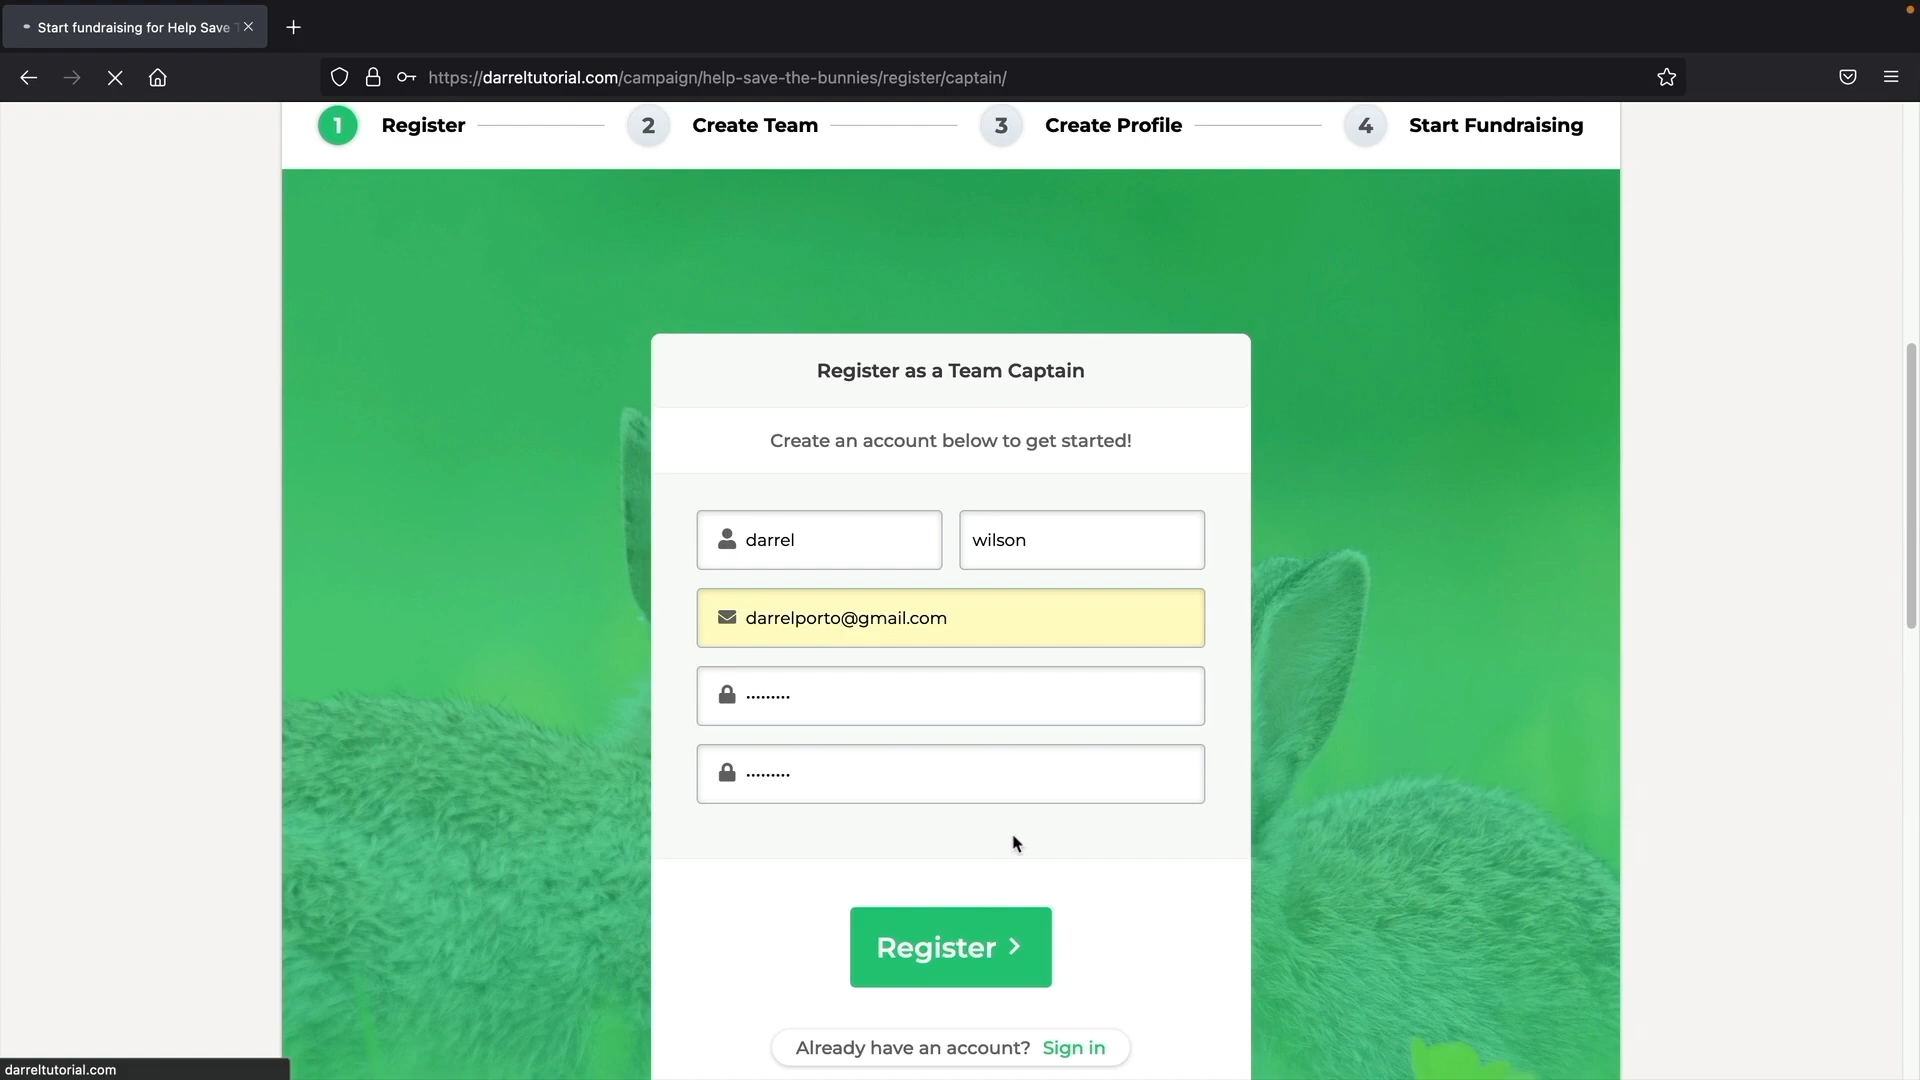 Start fundraising for Help Save
https://darreltutorial.com/campaign/help-save-the-bunnies/register/captain/
1 Register 2 Create Team 3 Create Profile 4 Start Fundraising
Register as a Team Captain
Create an account below to get started!
darrel wilson
darrelporto@gmail.com
•••••••••
•••••••••
Register
Already have an account? Sign in
darreltutorial.com